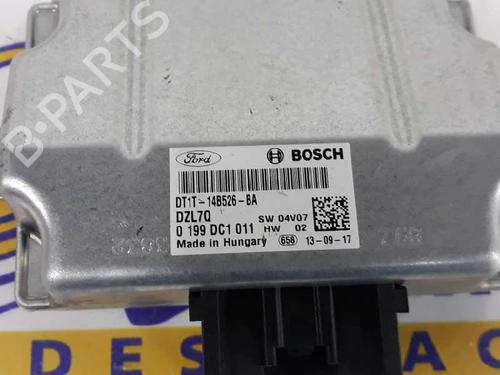 B-PARTS
Ford
BOSCH
DT1T-14B526-BA
DZL7Q
SW 04V07
0 199 DC1 011
HW 02
Made in Hungary
658
13-09-17
DES
AC